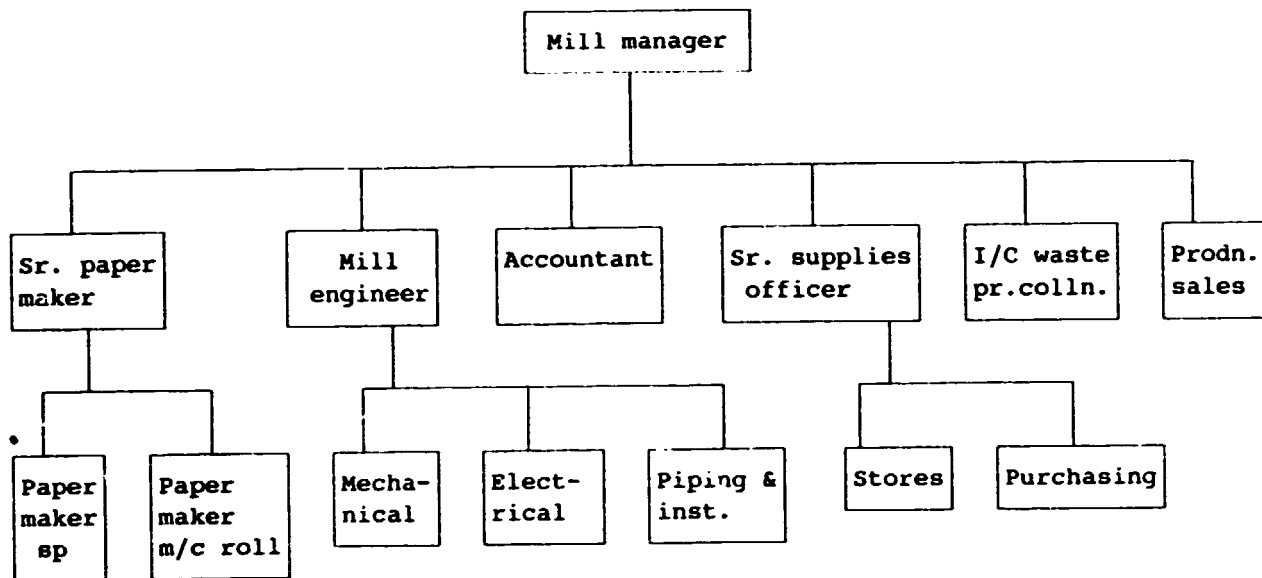 Mill manager
Sr. paper
maker
Mill
engineer
Accountant
Sr. supplies
officer
I/C waste
pr.colln.
Prodn.
sales
Paper
maker
sp
Paper
maker
m/c roll
Mecha-
nical
Elect-
rical
Piping &
inst.
Stores
Purchasing